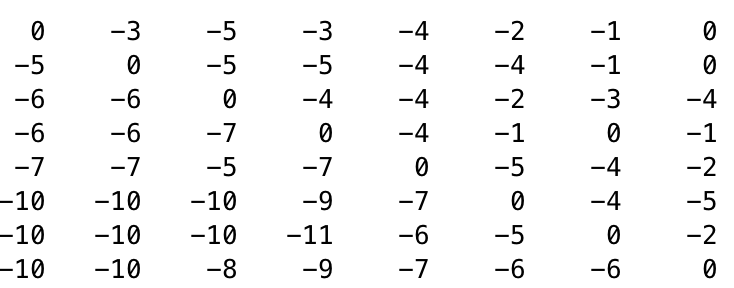 0 -3 -5 -3 -4 -2 -1 0
-5 0 -5 -5 -4 -4 -1 0
-6 -6 0 -4 -4 -2 -3 -4
-6 -6 -7 0 -4 -1 0 -1
-7 -7 -5 -7 0 -5 -4 -2
-10 -10 -10 -9 -7 0 -4 -5
-10 -10 -10 -11 -6 -5 0 -2
-10 -10 -8 -9 -7 -6 -6 0